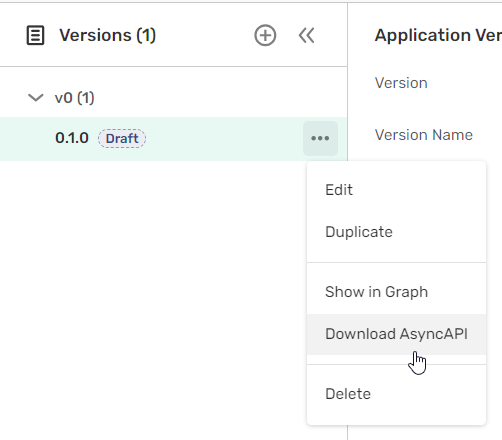 Versions (1)
Application Ver
v0 (1)
Version
0.1.0 Draft
Version Name
Edit
Duplicate
Show in Graph
Download AsyncAPI
Delete